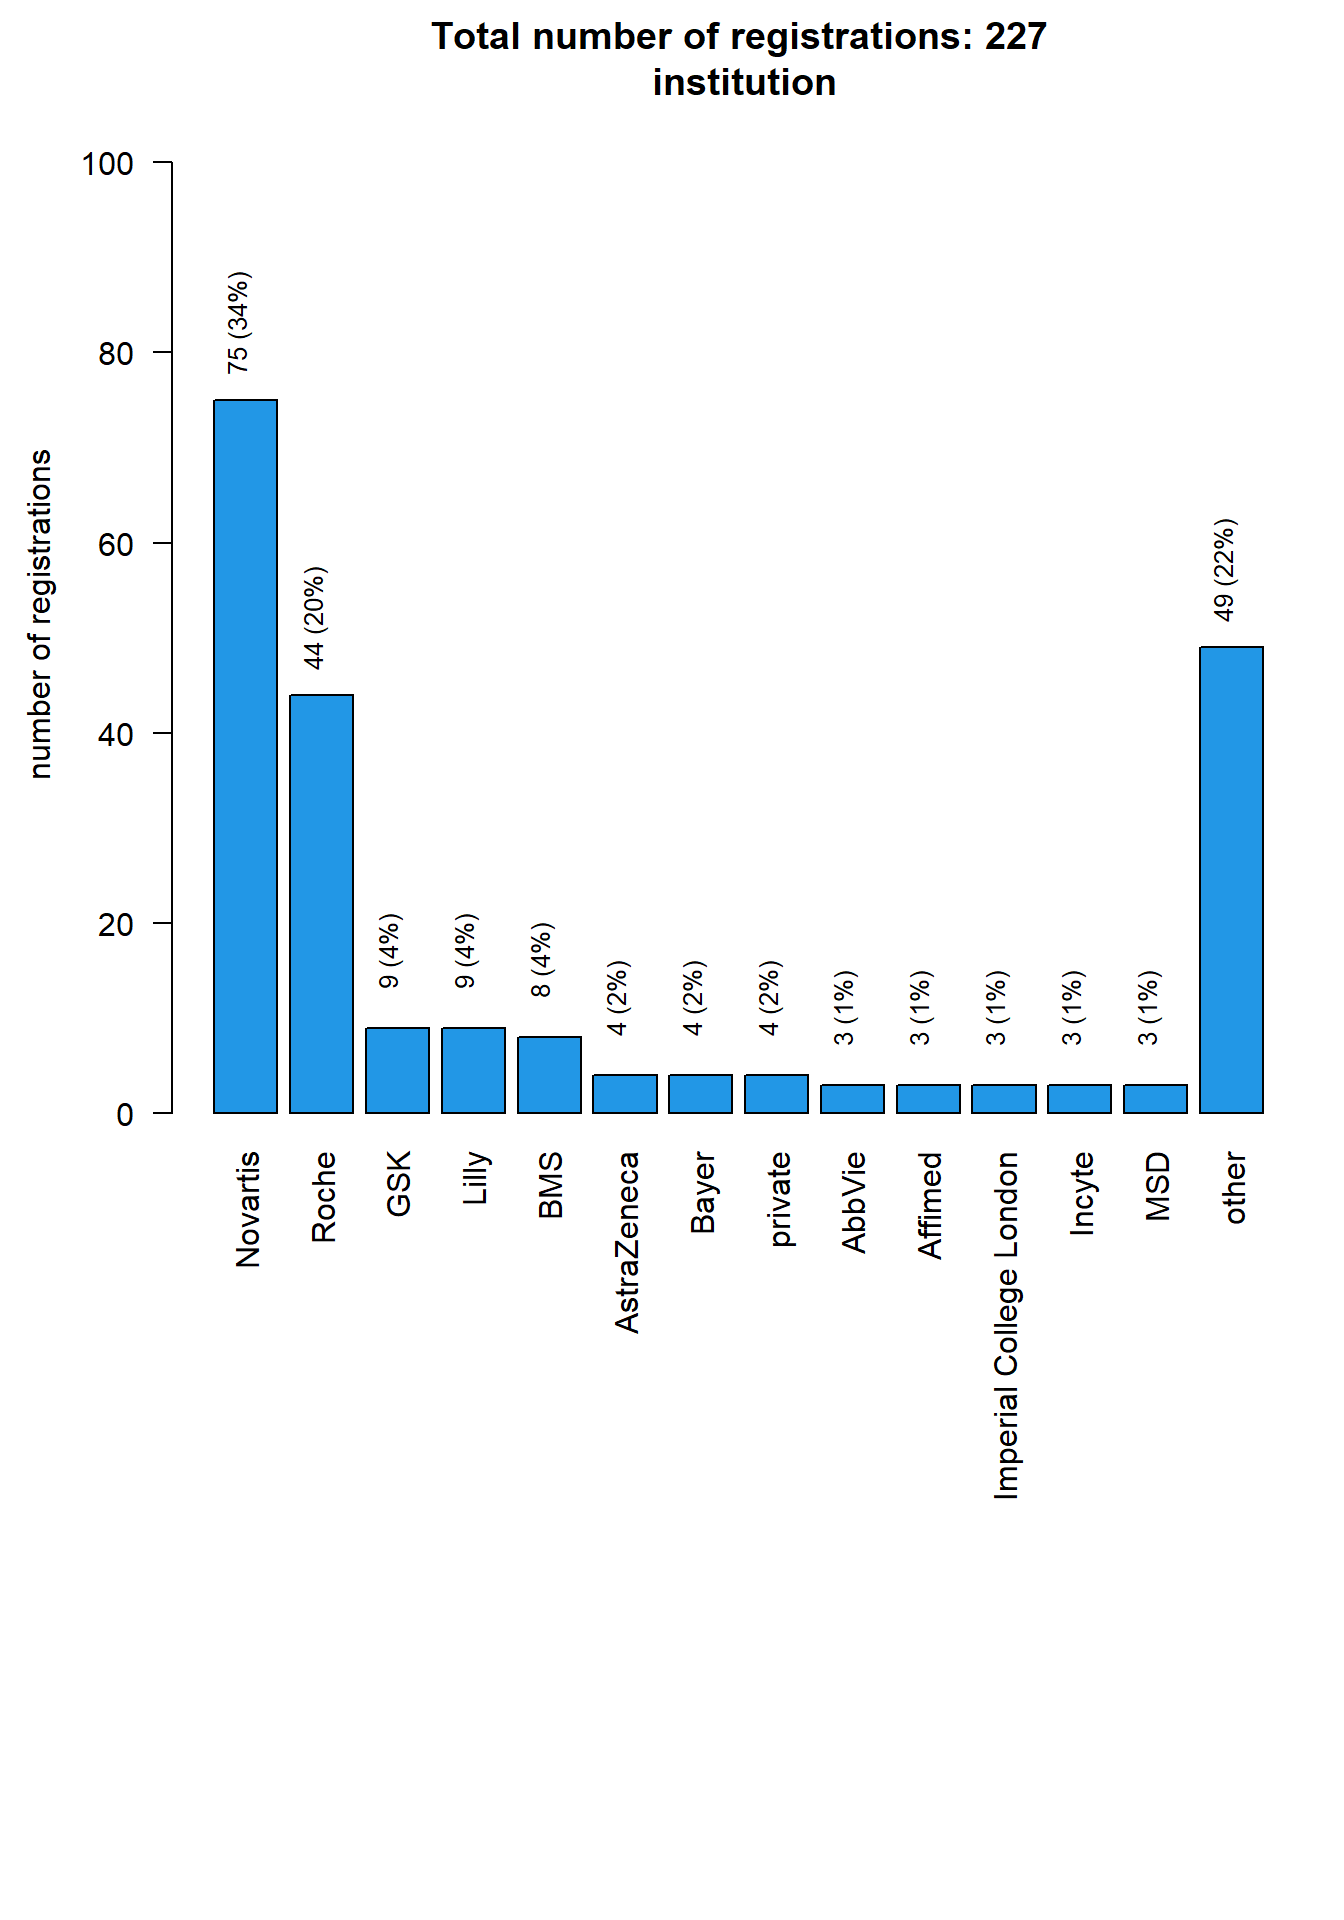 Total number of registrations: 227
institution
number of registrations
100
80
60
40
20
0
75 (34%)
44 (20%)
9 (4%)
9 (4%)
8 (4%)
4 (2%)
4 (2%)
4 (2%)
3 (1%)
3 (1%)
3 (1%)
3 (1%)
3 (1%)
49 (22%)
Novartis
Roche
GSK
Lilly
BMS
AstraZeneca
Bayer
private
AbbVie
Affimed
Imperial College London
Incyte
MSD
other